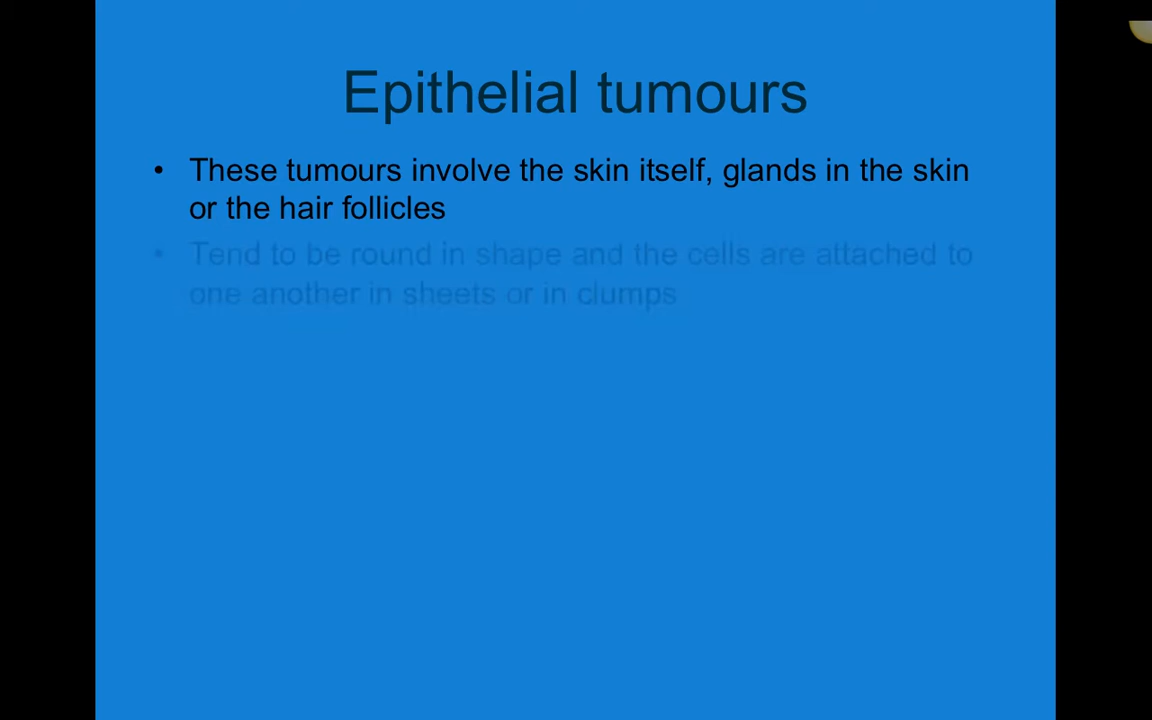 Epithelial tumours
• These tumours involve the skin itself, glands in the skin
or the hair follicles
• Tend to be round in shape and the cells are attached to
one another in sheets or in clumps